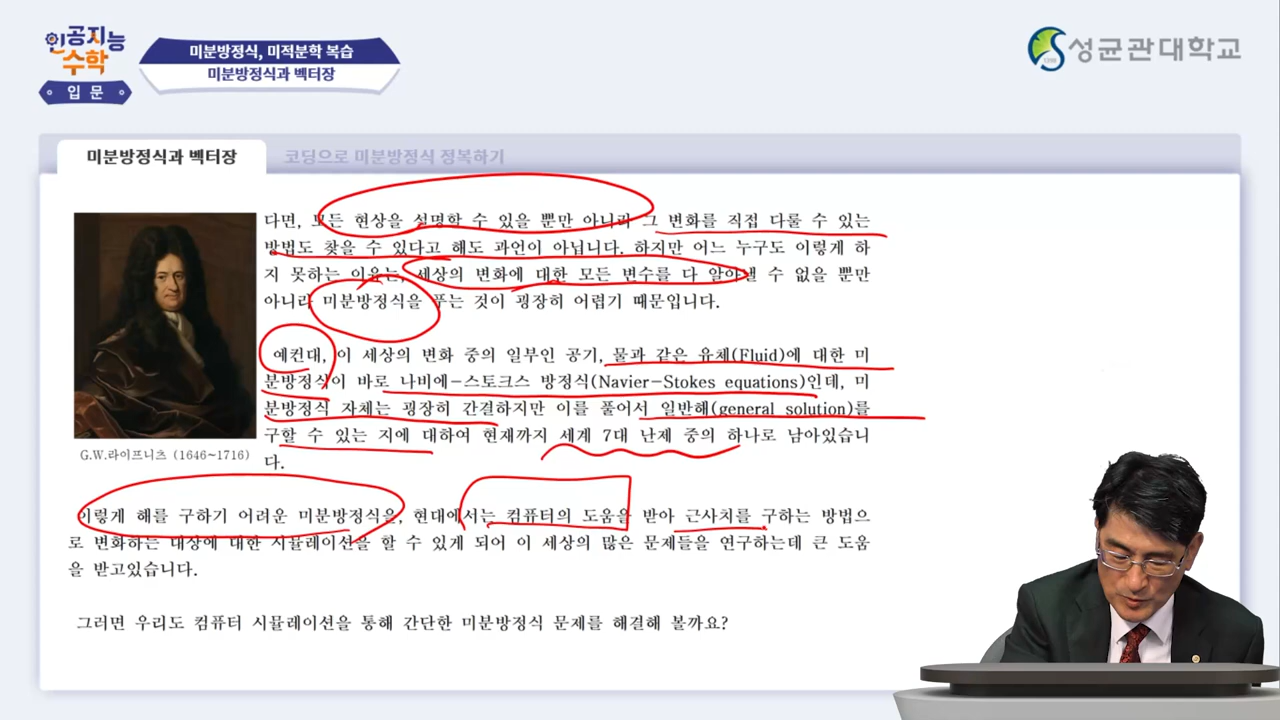 인공지능
수학
입문
미분방정식, 미적분학 복습
미분방정식과 벡터장
성균관대학교
미분방정식과 벡터장
코딩으로 미분방정식 정복하기
다면, 모든 현상을 설명할 수 있을 뿐만 아니라 그 변화를 직접 다룰 수 있는
방법도 찾을 수 있다고 해도 과언이 아닙니다. 하지만 어느 누구도 이렇게 하
지 못하는 이유는, 세상의 변화에 대한 모든 변수를 다 알아낼 수 없을 뿐만
아니라 미분방정식을 푸는 것이 굉장히 어렵기 때문입니다.
예컨대, 이 세상의 변화 중의 일부인 공기, 물과 같은 유체(Fluid)에 대한 미
분방정식이 바로 나비에-스토크스 방정식(Navier-Stokes equations)인데, 미
분방정식 자체는 굉장히 간결하지만 이를 풀어서 일반해(general solution)를
구할 수 있는 지에 대하여 현재까지 세계 7대 난제 중의 하나로 남아있습니
다.
G.W.라이프니츠 (1646~1716)
이렇게 해를 구하기 어려운 미분방정식을, 현대에서는 컴퓨터의 도움을 받아 근사치를 구하는 방법으
로 변화하는 대상에 대한 시뮬레이션을 할 수 있게 되어 이 세상의 많은 문제들을 연구하는데 큰 도움
을 받고있습니다.
그러면 우리도 컴퓨터 시뮬레이션을 통해 간단한 미분방정식 문제를 해결해 볼까요?